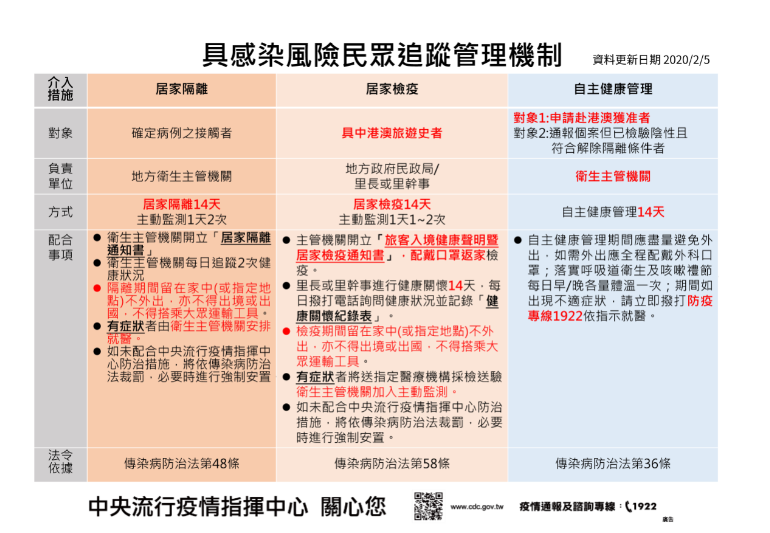 具感染風險民眾追蹤管理機制
資料更新日期 2020/2/5
介入
措施
居家隔離
居家檢疫
自主健康管理
對象
確定病例之接觸者
具中港澳旅遊史者
對象1:申請赴港澳獲准者
對象2:通報個案但已檢驗陰性且
符合解除隔離條件者
負責
單位
地方衛生主管機關
地方政府民政局/
里長或里幹事
衛生主管機關
方式
居家隔離14天
主動監測1天2次
居家檢疫14天
主動監測1天1~2次
自主健康管理14天
配合
事項
● 衛生主管機關開立「居家隔離
通知書」
● 衛生主管機關每日追蹤2次健
康狀況
● 隔離期間留在家中(或指定地
點)不外出，亦不得出境或出
國，不得搭乘大眾運輸工具。
● 有症狀者由衛生主管機關安排
就醫。
● 如未配合中央流行疫情指揮中
心防治措施，將依傳染病防治
法裁罰，必要時進行強制安置
● 主管機關開立「旅客入境健康聲明暨
居家檢疫通知書」，配戴口罩返家檢
疫。
● 里長或里幹事進行健康關懷14天，每
日撥打電話詢問健康狀況並記錄「健
康關懷紀錄表」。
● 檢疫期間留在家中(或指定地點)不外
出，亦不得出境或出國，不得搭乘大
眾運輸工具。
● 有症狀者將送指定醫療機構採檢送驗
衛生主管機關加入主動監測。
● 如未配合中央流行疫情指揮中心防治
措施，將依傳染病防治法裁罰，必要
時進行強制安置。
● 自主健康管理期間應盡量避免外
出，如需外出應全程配戴外科口
罩；落實呼吸道衛生及咳嗽禮節
每日早/晚各量體溫一次；期間如
出現不適症狀，請立即撥打防疫
專線1922依指示就醫。
法令
依據
傳染病防治法第48條
傳染病防治法第58條
傳染病防治法第36條
中央流行疫情指揮中心 關心您
www.cdc.gov.tw
疫情通報及諮詢專線：1922
廣告